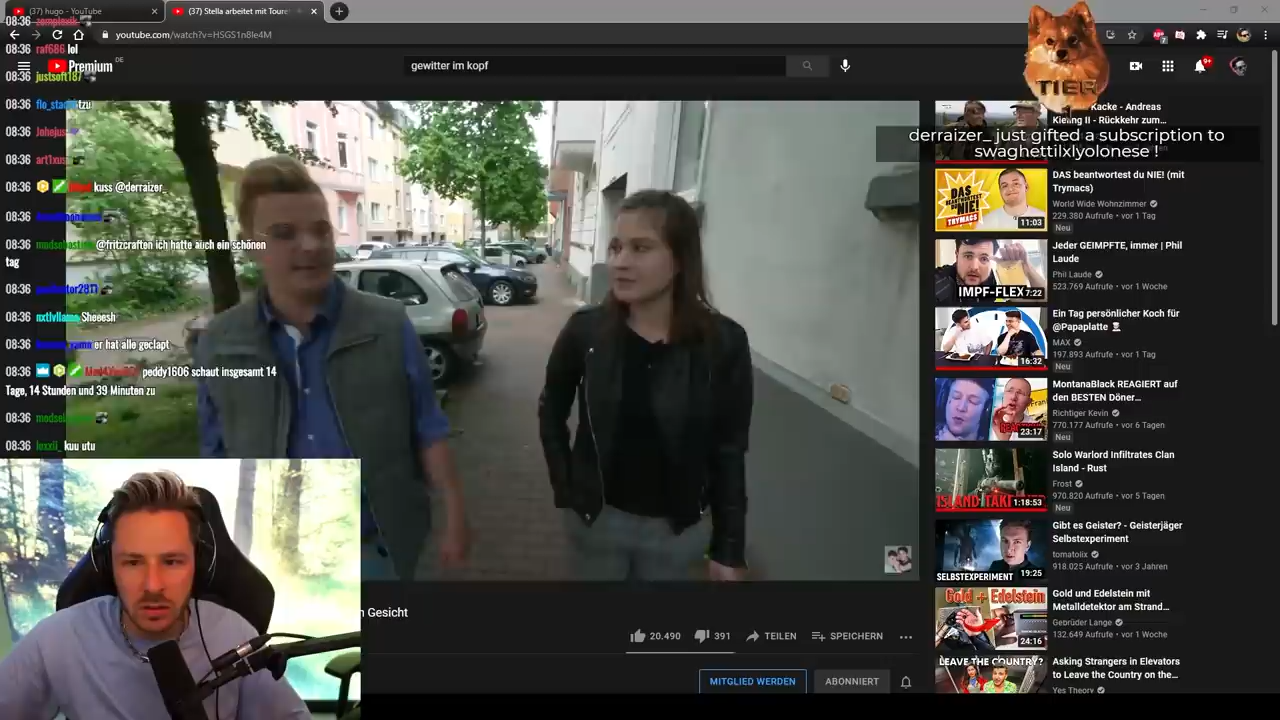 (37) hugo - YouTube
(37) Stella arbeitet mit Toure
youtube.com/watch?v=HSGS1n8le4M
Premium
DE
gewitter im kopf
9+
TIER
derraizer_ just gifted a subscription to
swaghettilxlyolonese !
08:36
08:36 raf686 lol
08:36 justsoft187
08:36 tzu
08:36 Johejus
08:36
08:36 kuss @derraizer_
08:36
08:36 @fritzcraften ich hatte auch ein schönen
tag
08:36
08:36 Sheeesh
08:36 er hat alle geclapt
08:36 peddy1606 schaut insgesamt 14
Tage, 14 Stunden und 39 Minuten zu
08:36
08:36 kuu utu
Gesicht
20.490
391
TEILEN
SPEICHERN
MITGLIED WERDEN
ABONNIERT
Kacke - Andreas
Kieling II - Rückkehr zum...
DAS beantwortest du NIE! (mit
Trymacs)
World Wide Wohnzimmer
229.380 Aufrufe • vor 1 Tag
Neu
DAS
NIE!
TRYMACS
11:03
Jeder GEIMPFTE, immer | Phil
Laude
Phil Laude
523.769 Aufrufe • vor 1 Woche
IMPF-FLEX
7:22
Ein Tag persönlicher Koch für
@Papaplatte
MAX
197.893 Aufrufe • vor 1 Tag
Neu
16:32
MontanaBlack REAGIERT auf
den BESTEN Döner...
Richtiger Kevin
770.177 Aufrufe • vor 6 Tagen
Neu
23:17
Solo Warlord Infiltrates Clan
Island - Rust
Frost
970.820 Aufrufe • vor 5 Tagen
Neu
1:18:53
Gibt es Geister? - Geisterjäger
Selbstexperiment
tomatolix
918.025 Aufrufe • vor 3 Jahren
SELBSTEXPERIMENT
19:25
Gold und Edelstein mit
Metalldetektor am Strand...
Gebrüder Lange
132.649 Aufrufe • vor 1 Woche
Gold + Edelstein
24:16
Asking Strangers in Elevators
to Leave the Country on the...
Yes Theory
LEAVE THE COUNTRY?